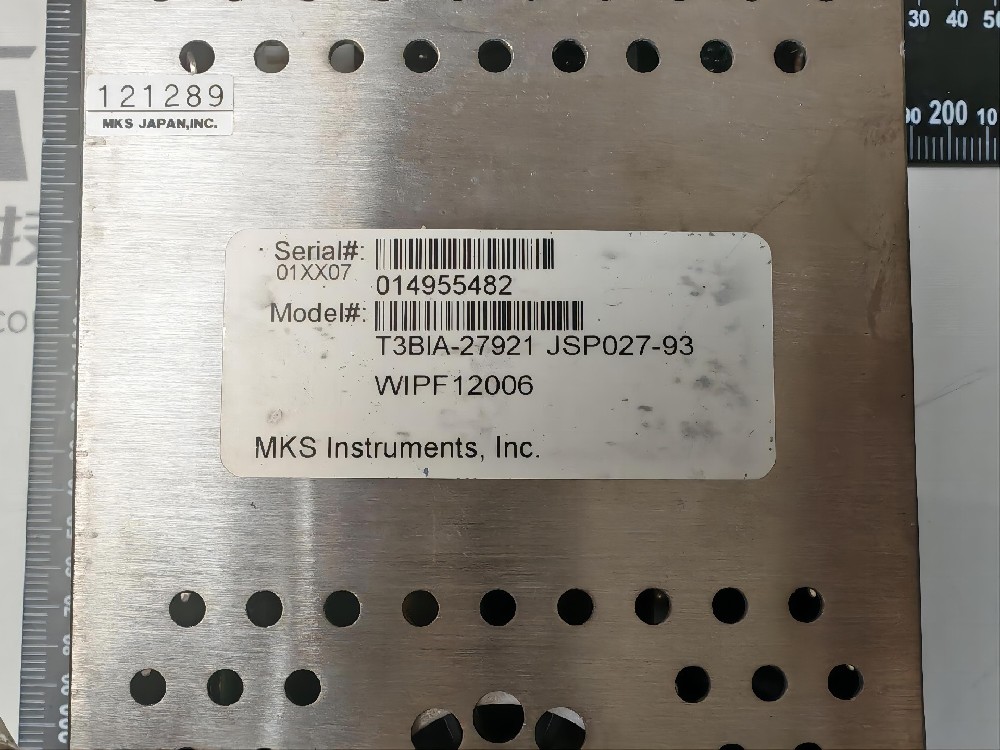 30 40 50
200 10
121289
MKS JAPAN,INC.
Serial#:
01XX07
014955482
Model#:
T3BIA-27921 JSP027-93
WIPF12006
MKS Instruments, Inc.